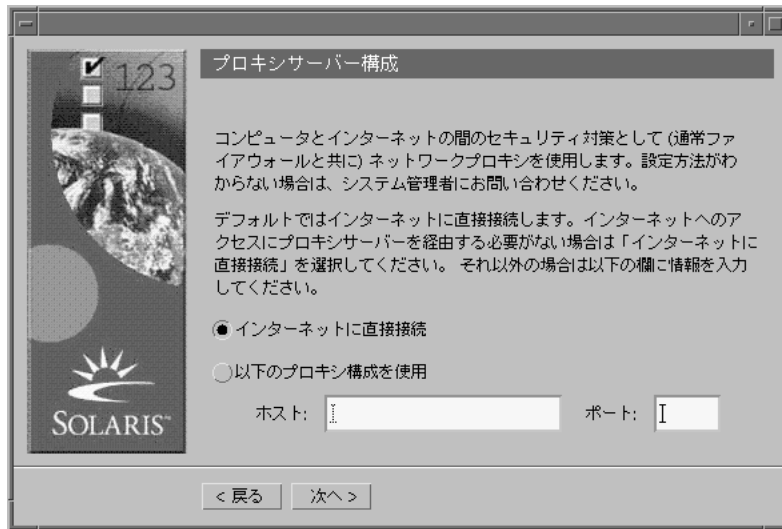 123
プロキシサーバー構成
コンピュータとインターネットの間のセキュリティ対策として (通常ファ
イアウォールと共に) ネットワークプロキシを使用します。設定方法がわ
からない場合は、システム管理者にお問い合わせください。
デフォルトではインターネットに直接接続します。インターネットへのア
クセスにプロキシサーバーを経由する必要がない場合は「インターネットに
直接接続」を選択してください。 それ以外の場合は以下の欄に情報を入力
してください。
インターネットに直接接続
以下のプロキシ構成を使用
ホスト: ポート:
SOLARIS™
< 戻る 次へ >